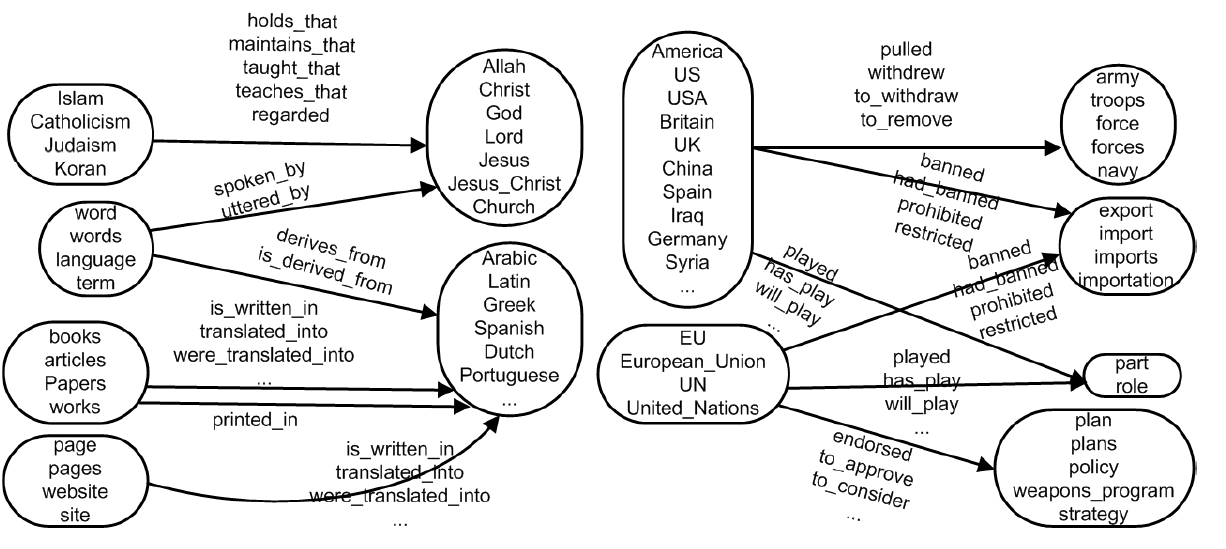 holds_that
maintains_that
taught_that
teaches_that
regarded
Islam
Catholicism
Judaism
Koran
Allah
Christ
God
Lord
Jesus
Jesus_Christ
Church
spoken_by
uttered_by
word
words
language
term
derives_from
is_derived_from
Arabic
Latin
Greek
Spanish
Dutch
Portuguese
...
is_written_in
translated_into
were_translated_into
...
books
articles
Papers
works
printed_in
page
pages
website
site
is_written_in
translated_into
were_translated_into
...
America
US
USA
Britain
UK
China
Spain
Iraq
Germany
Syria
...
pulled
withdrew
to_withdraw
to_remove
army
troops
force
forces
navy
banned
had_banned
prohibited
restricted
export
import
imports
importation
played
has_play
will_play
...
banned
had_banned
prohibited
restricted
EU
European_Union
UN
United_Nations
played
has_play
will_play
...
part
role
endorsed
to_approve
to_consider
...
plan
plans
policy
weapons_program
strategy